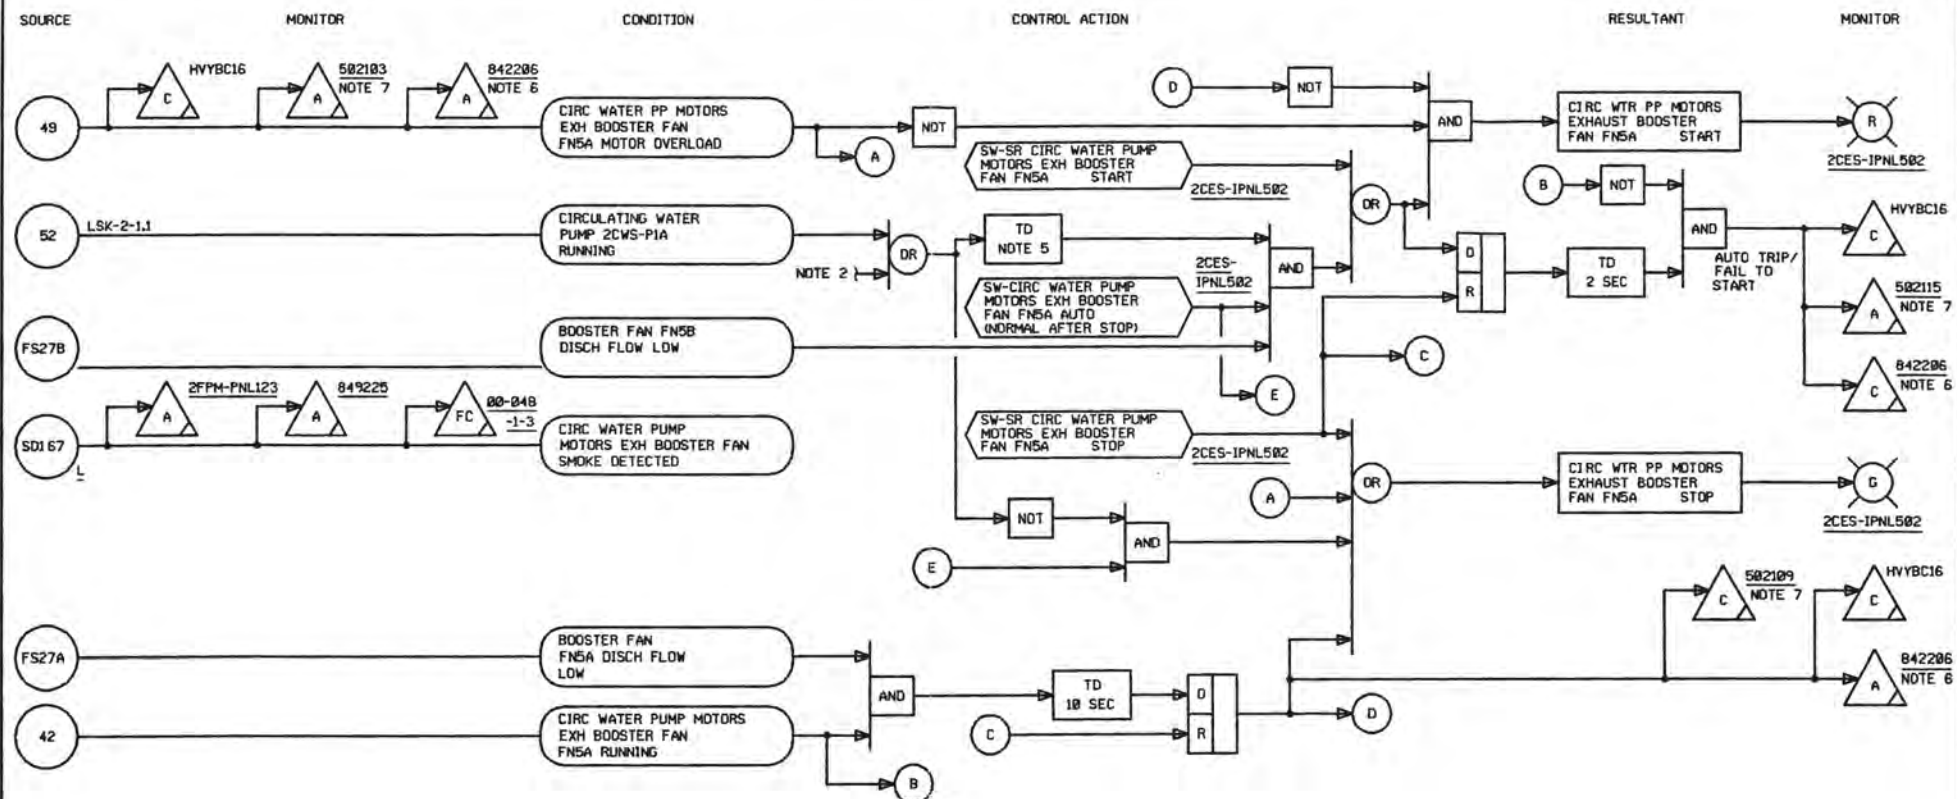 SOURCE
MONITOR
CONDITION
CONTROL ACTION
RESULTANT
MONITOR
49
C
HVYBC16
A
502103
NOTE 7
A
842206
NOTE 6
CIRC WATER PP MOTORS
EXH BOOSTER FAN
FN5A MOTOR OVERLOAD
A
NOT
D
NOT
AND
SW-SR CIRC WATER PUMP
MOTORS EXH BOOSTER
FAN FN5A START
2CES-IPNL502
CIRC WTR PP MOTORS
EXHAUST BOOSTER
FAN FN5A START
R
2CES-IPNL502
52
LSK-2-1.1
CIRCULATING WATER
PUMP 2CWS-P1A
RUNNING
NOTE 2
OR
TD
NOTE 5
SW-CIRC WATER PUMP
MOTORS EXH BOOSTER
FAN FN5A AUTO
(NORMAL AFTER STOP)
2CES-
IPNL502
AND
OR
O
R
B
NOT
TD
2 SEC
AND
AUTO TRIP/
FAIL TO
START
C
HVYBC16
A
502115
NOTE 7
C
842206
NOTE 6
FS27B
BOOSTER FAN FN5B
DISCH FLOW LOW
E
C
SD167
L
A
2FPM-PNL123
A
849225
FC
00-048
-1-3
CIRC WATER PUMP
MOTORS EXH BOOSTER FAN
SMOKE DETECTED
SW-SR CIRC WATER PUMP
MOTORS EXH BOOSTER
FAN FN5A STOP
2CES-IPNL502
A
OR
CIRC WTR PP MOTORS
EXHAUST BOOSTER
FAN FN5A STOP
G
2CES-IPNL502
NOT
E
AND
FS27A
BOOSTER FAN
FN5A DISCH FLOW
LOW
42
CIRC WATER PUMP MOTORS
EXH BOOSTER FAN
FN5A RUNNING
AND
B
TD
10 SEC
C
O
R
D
C
502109
NOTE 7
C
HVYBC16
A
842206
NOTE 6